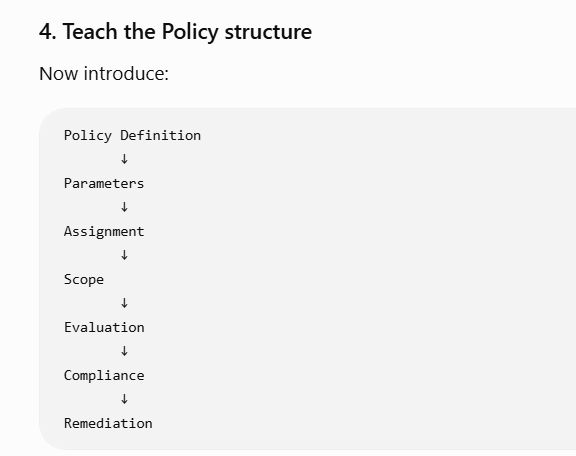 4. Teach the Policy structure
Now introduce:
Policy Definition
↓
Parameters
↓
Assignment
↓
Scope
↓
Evaluation
↓
Compliance
↓
Remediation